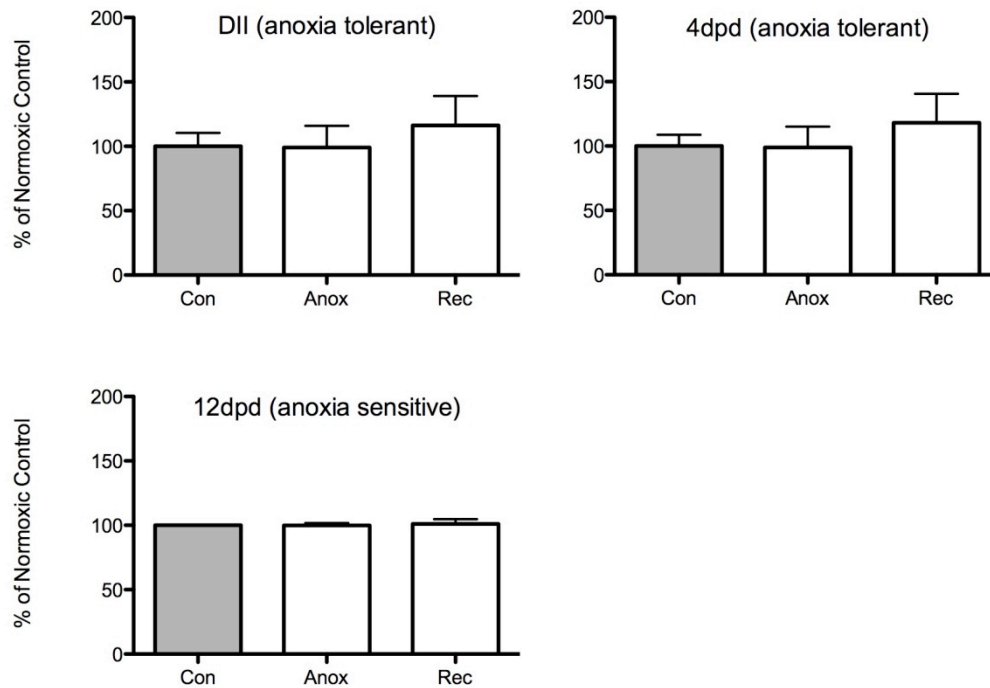 DII (anoxia tolerant)
% of Normoxic Control
200
150
100
50
0
Con Anox Rec
4dpd (anoxia tolerant)
200
150
100
50
0
Con Anox Rec
12dpd (anoxia sensitive)
% of Normoxic Control
200
150
100
50
0
Con Anox Rec